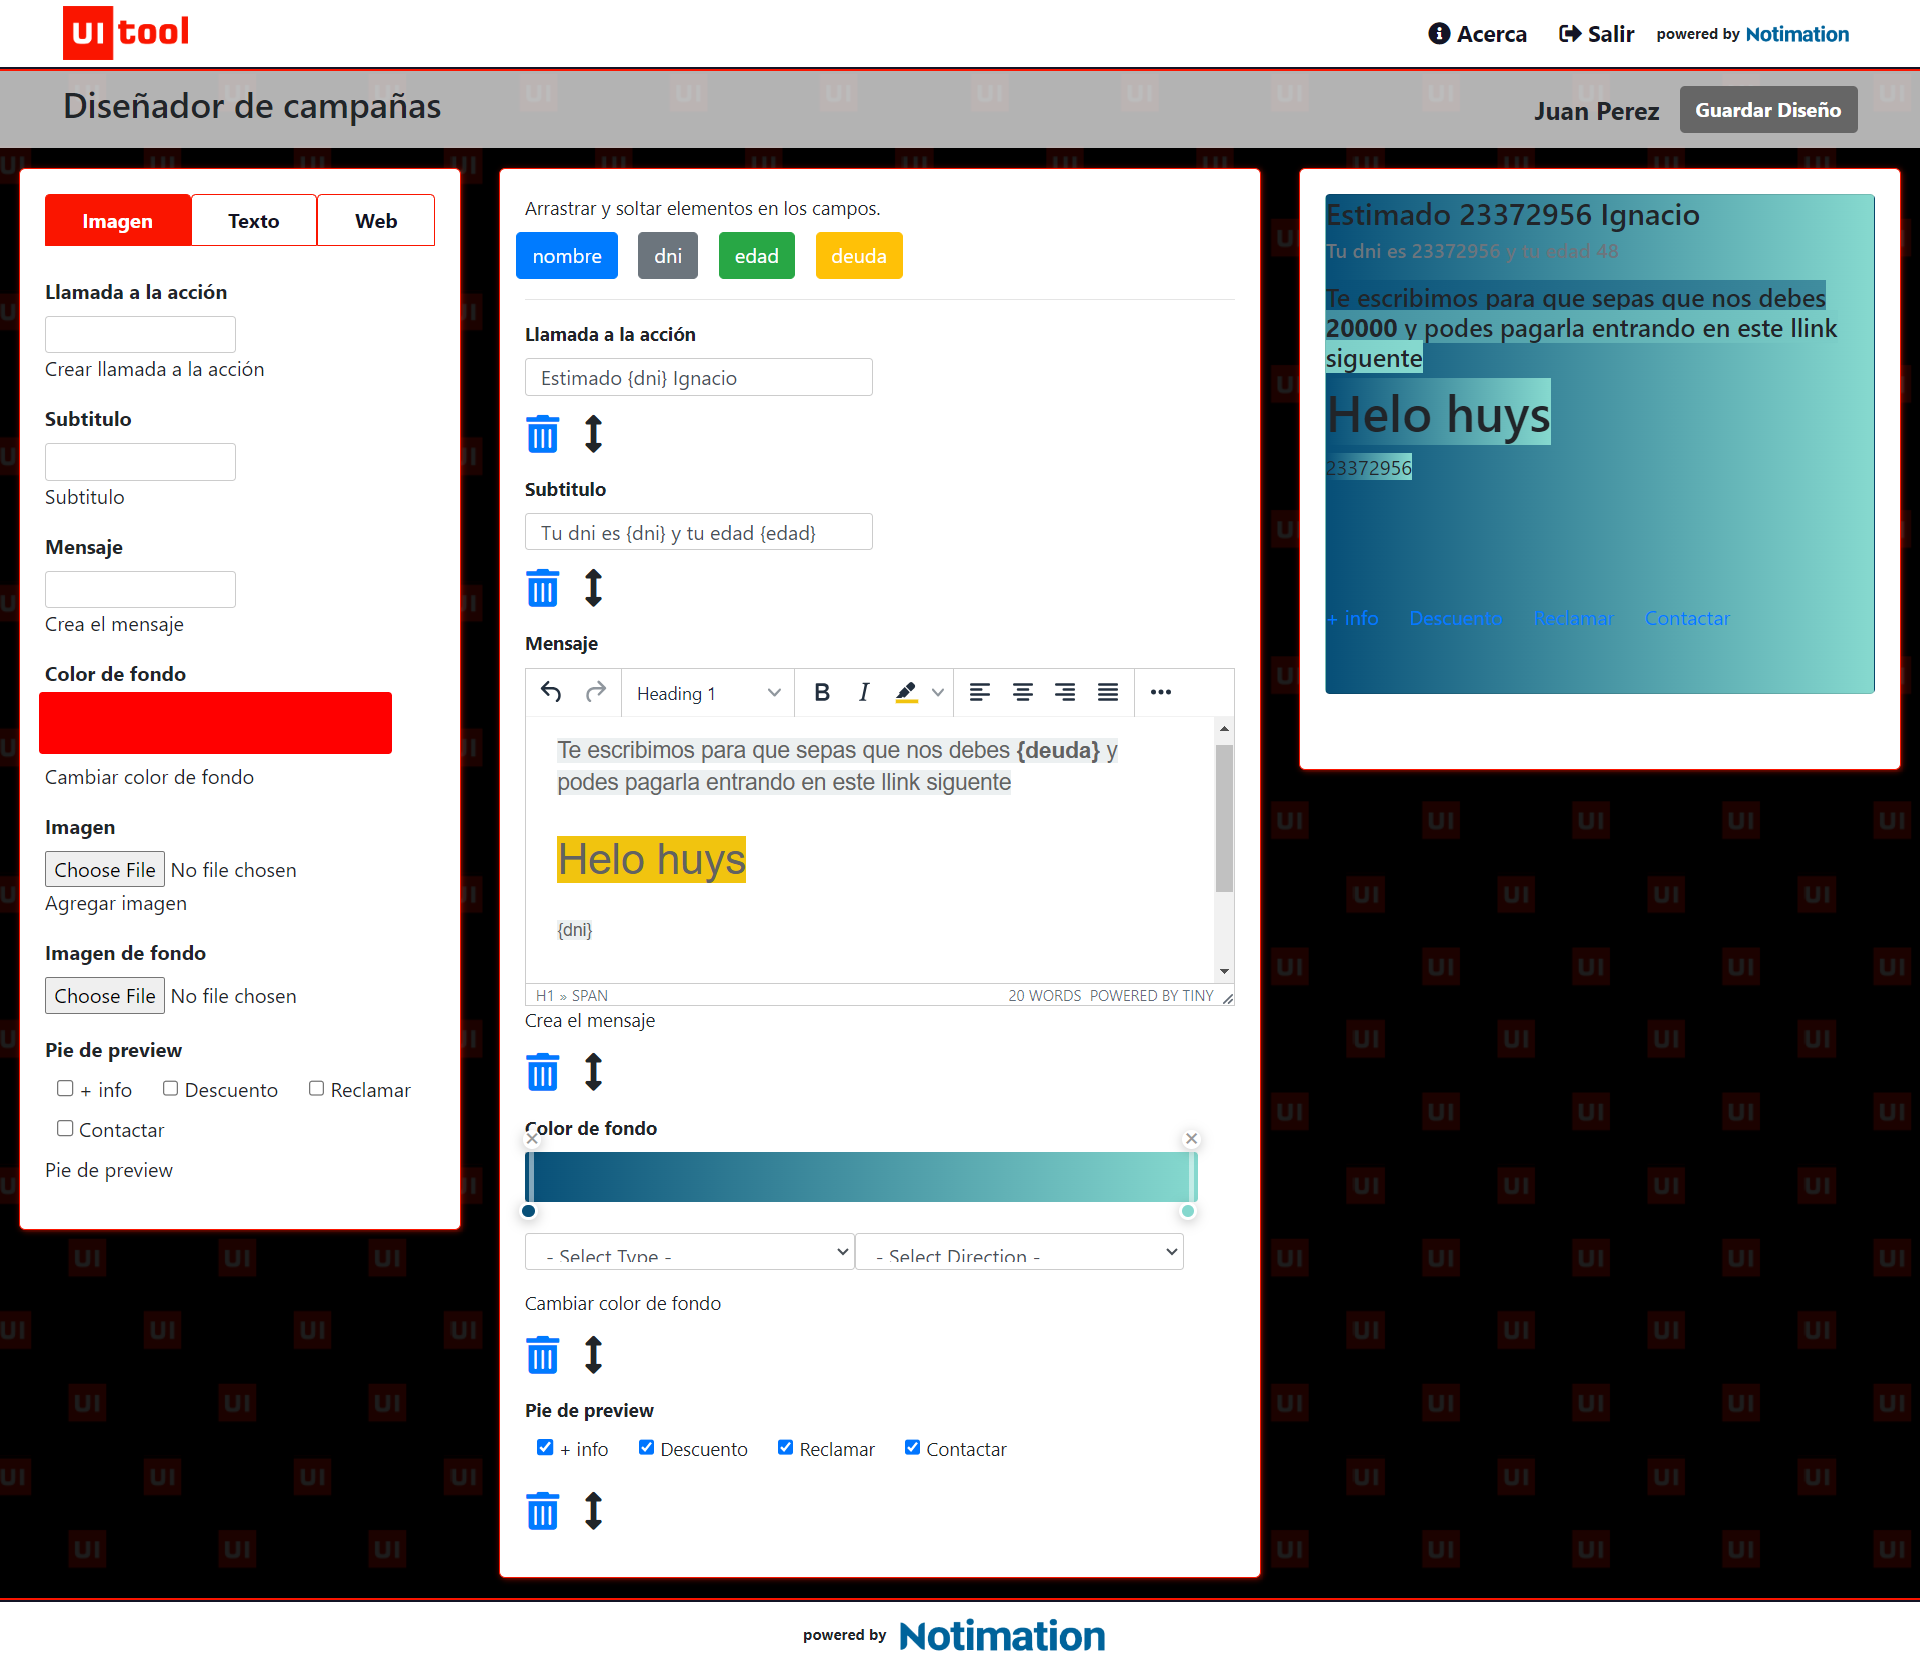 UI tool
Acerca
Salir
powered by Notimation
Diseñador de campañas
Juan Perez
Guardar Diseño
Imagen
Texto
Web
Llamada a la acción
Crear llamada a la acción
Subtitulo
Subtitulo
Mensaje
Crea el mensaje
Color de fondo
Cambiar color de fondo
Imagen
Choose File No file chosen
Agregar imagen
Imagen de fondo
Choose File No file chosen
Pie de preview
+ info Descuento Reclamar
Contactar
Pie de preview
Arrastrar y soltar elementos en los campos.
nombre dni edad deuda
Llamada a la acción
Estimado {dni} Ignacio
Subtitulo
Tu dni es {dni} y tu edad {edad}
Mensaje
Heading 1 B I
Te escribimos para que sepas que nos debes {deuda} y
podes pagarla entrando en este llink siguente
Helo huys
{dni}
H1 » SPAN
20 WORDS POWERED BY TINY
Crea el mensaje
Color de fondo
- Select Type -
- Select Direction -
Cambiar color de fondo
Pie de preview
+ info Descuento Reclamar Contactar
Estimado 23372956 Ignacio
Tu dni es 23372956 y tu edad 48
Te escribimos para que sepas que nos debes
20000 y podes pagarla entrando en este llink
siguente
Helo huys
23372956
+ info Descuento Reclamar Contactar
powered by Notimation